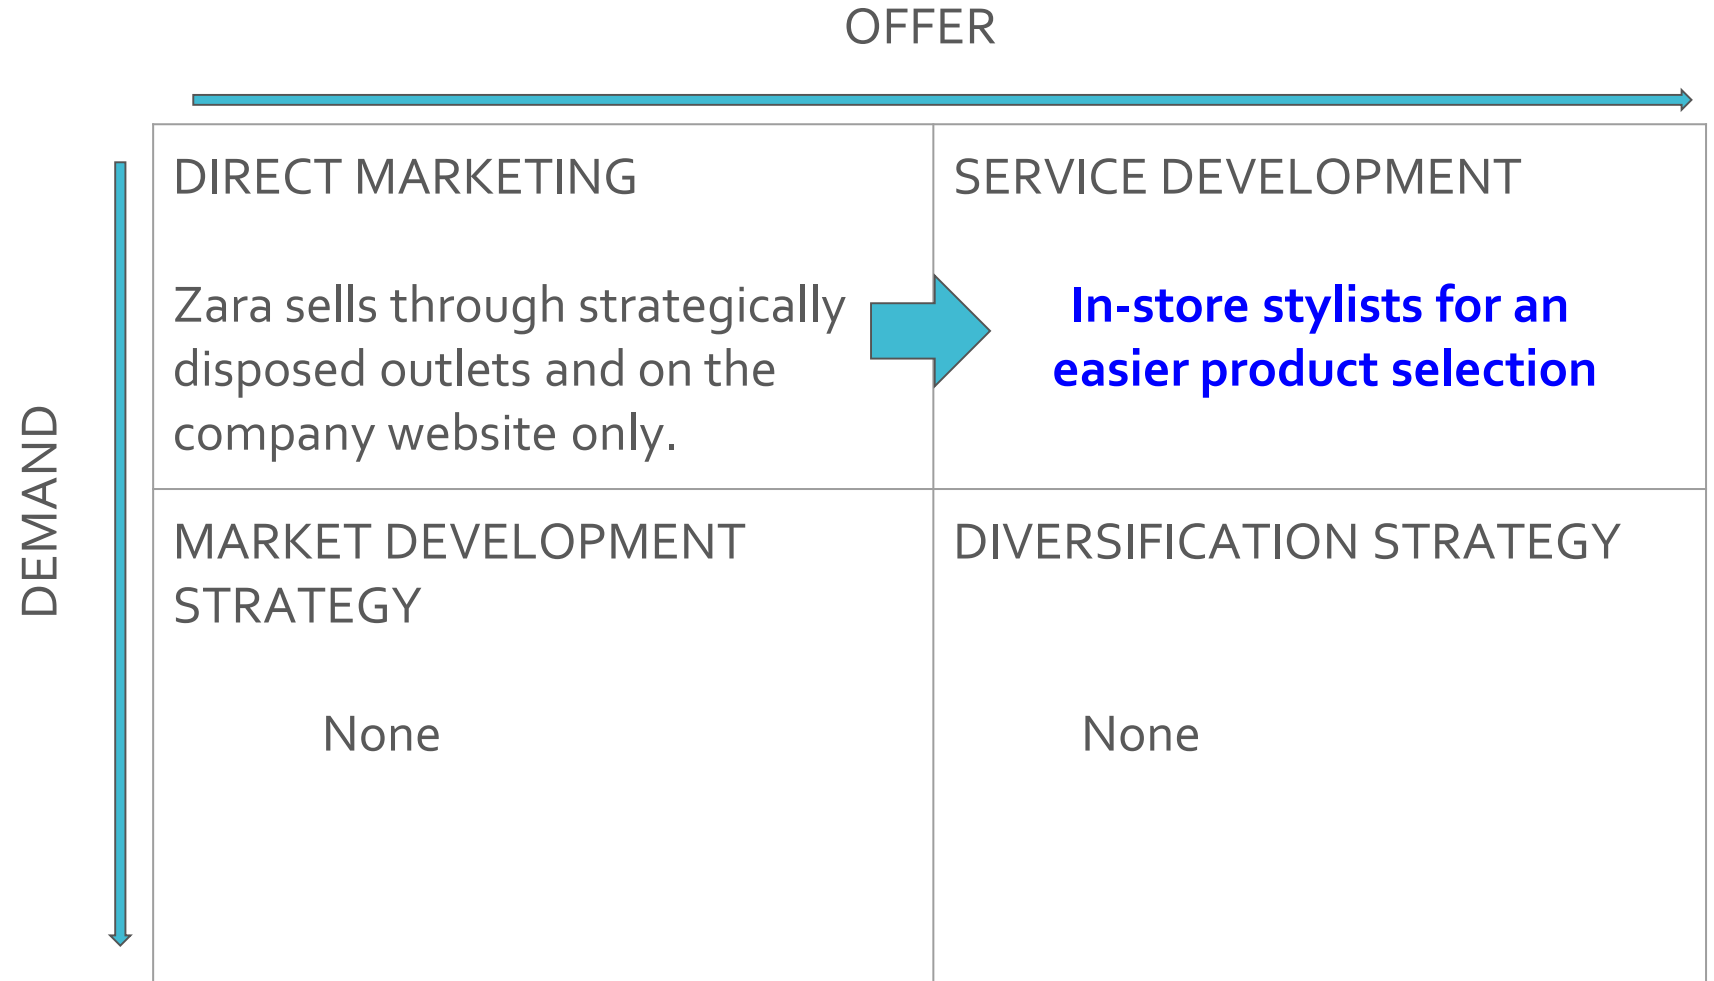 OFFER
DEMAND
DIRECT MARKETING
Zara sells through strategically
disposed outlets and on the
company website only.
SERVICE DEVELOPMENT
In-store stylists for an
easier product selection
MARKET DEVELOPMENT
STRATEGY
None
DIVERSIFICATION STRATEGY
None